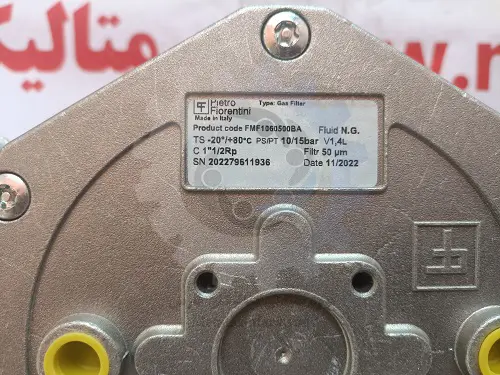 متالیک
Pietro
Fiorentini
Type: Gas Filter
Made in Italy
Product code FMF1060500BA Fluid N.G.
TS -20°/+80°C PS/PT 10/15bar V1,4L
C 1"1/2Rp Filtr 50 µm
SN 202279611936 Date 11/2022